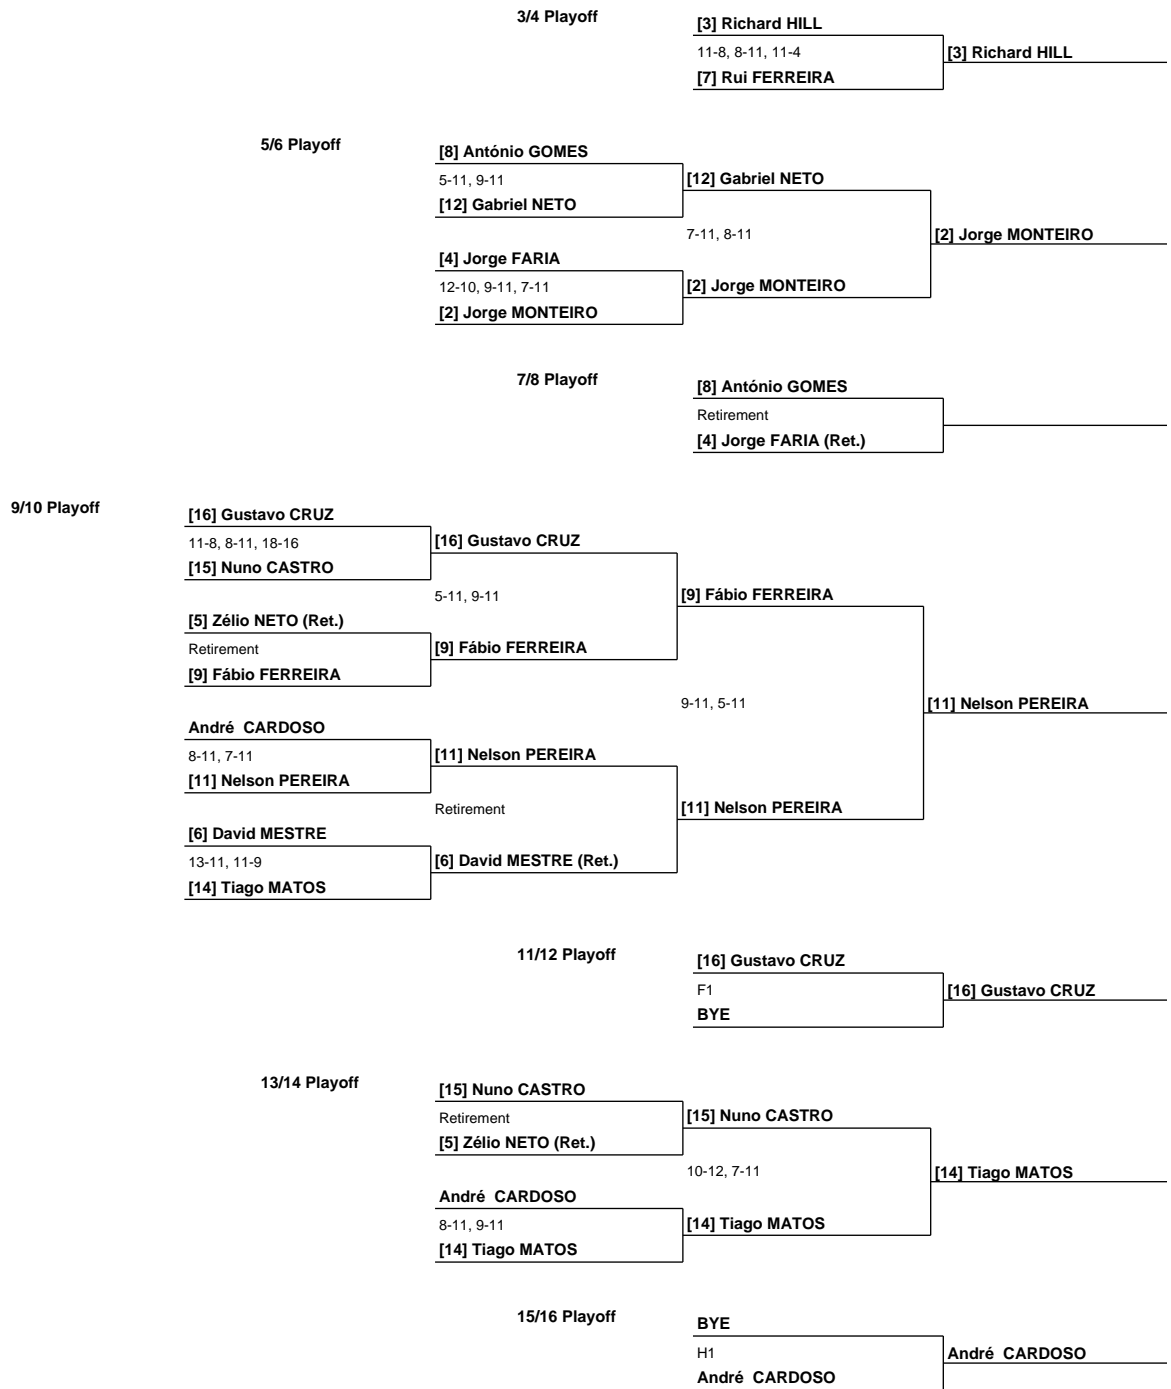 3/4 Playoff
[3] Richard HILL
11-8, 8-11, 11-4
[3] Richard HILL
[7] Rui FERREIRA
5/6 Playoff
[8] António GOMES
5-11, 9-11
[12] Gabriel NETO
[12] Gabriel NETO
7-11, 8-11
[2] Jorge MONTEIRO
[4] Jorge FARIA
12-10, 9-11, 7-11
[2] Jorge MONTEIRO
[2] Jorge MONTEIRO
7/8 Playoff
[8] António GOMES
Retirement
[4] Jorge FARIA (Ret.)
9/10 Playoff
[16] Gustavo CRUZ
11-8, 8-11, 18-16
[16] Gustavo CRUZ
[15] Nuno CASTRO
5-11, 9-11
[9] Fábio FERREIRA
[5] Zélio NETO (Ret.)
Retirement
[9] Fábio FERREIRA
[9] Fábio FERREIRA
9-11, 5-11
[11] Nelson PEREIRA
André  CARDOSO
8-11, 7-11
[11] Nelson PEREIRA
[11] Nelson PEREIRA
Retirement
[11] Nelson PEREIRA
[6] David MESTRE
13-11, 11-9
[6] David MESTRE (Ret.)
[14] Tiago MATOS
11/12 Playoff
[16] Gustavo CRUZ
F1
[16] Gustavo CRUZ
BYE
13/14 Playoff
[15] Nuno CASTRO
Retirement
[15] Nuno CASTRO
[5] Zélio NETO (Ret.)
10-12, 7-11
[14] Tiago MATOS
André  CARDOSO
8-11, 9-11
[14] Tiago MATOS
[14] Tiago MATOS
15/16 Playoff
BYE
H1
André  CARDOSO
André  CARDOSO